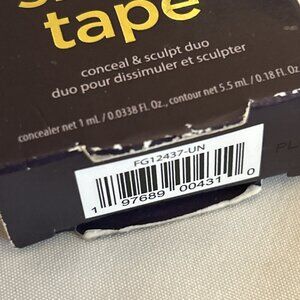 tape
conceal & sculpt duo
duo pour dissimuler et sculpter
concealer net 1 mL / 0.0338 Fl. Oz., contour net 5.5 mL / 0.18 Fl. Oz.
FG12437-UN
1 97689 00431 0